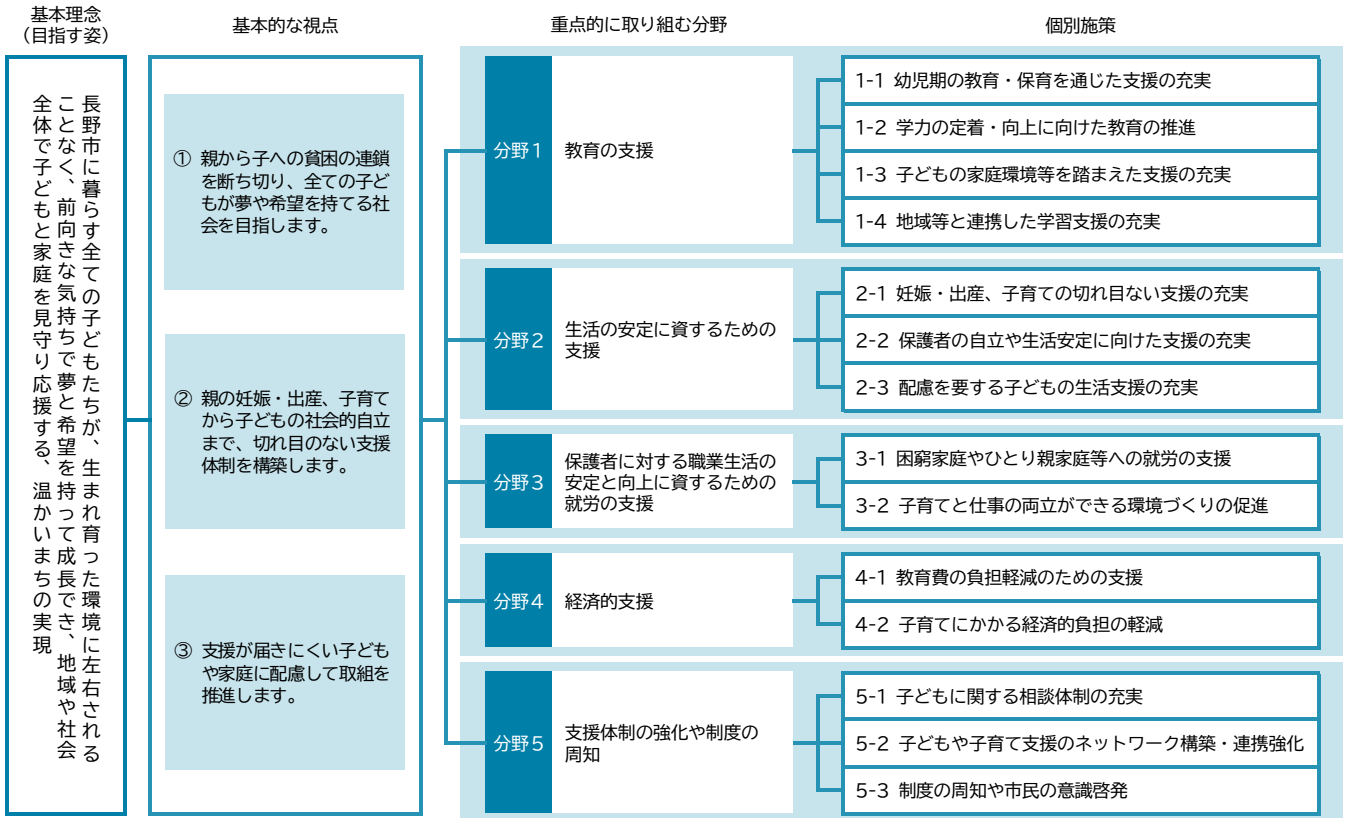 基本理念
（目指す姿）
基本的な視点
重点的に取り組む分野
個別施策
長野市に暮らす全ての子どもたちが、生まれ育った環境に左右される
ことなく、前向きな気持ちで夢と希望を持って成長でき、地域や社会
全体で子どもと家庭を見守り応援する、温かいまちの実現
① 親から子への貧困の連鎖
を断ち切り、全ての子ど
もが夢や希望を持てる社
会を目指します。
② 親の妊娠・出産、子育て
から子どもの社会的自立
まで、切れ目のない支援
体制を構築します。
③ 支援が届きにくい子ども
や家庭に配慮して取組を
推進します。
分野１
教育の支援
1-1 幼児期の教育・保育を通じた支援の充実
1-2 学力の定着・向上に向けた教育の推進
1-3 子どもの家庭環境等を踏まえた支援の充実
1-4 地域等と連携した学習支援の充実
分野２
生活の安定に資するための
支援
2-1 妊娠・出産、子育ての切れ目ない支援の充実
2-2 保護者の自立や生活安定に向けた支援の充実
2-3 配慮を要する子どもの生活支援の充実
分野３
保護者に対する職業生活の
安定と向上に資するための
就労の支援
3-1 困窮家庭やひとり親家庭等への就労の支援
3-2 子育てと仕事の両立ができる環境づくりの促進
分野４
経済的支援
4-1 教育費の負担軽減のための支援
4-2 子育てにかかる経済的負担の軽減
分野５
支援体制の強化や制度の
周知
5-1 子どもに関する相談体制の充実
5-2 子どもや子育て支援のネットワーク構築・連携強化
5-3 制度の周知や市民の意識啓発